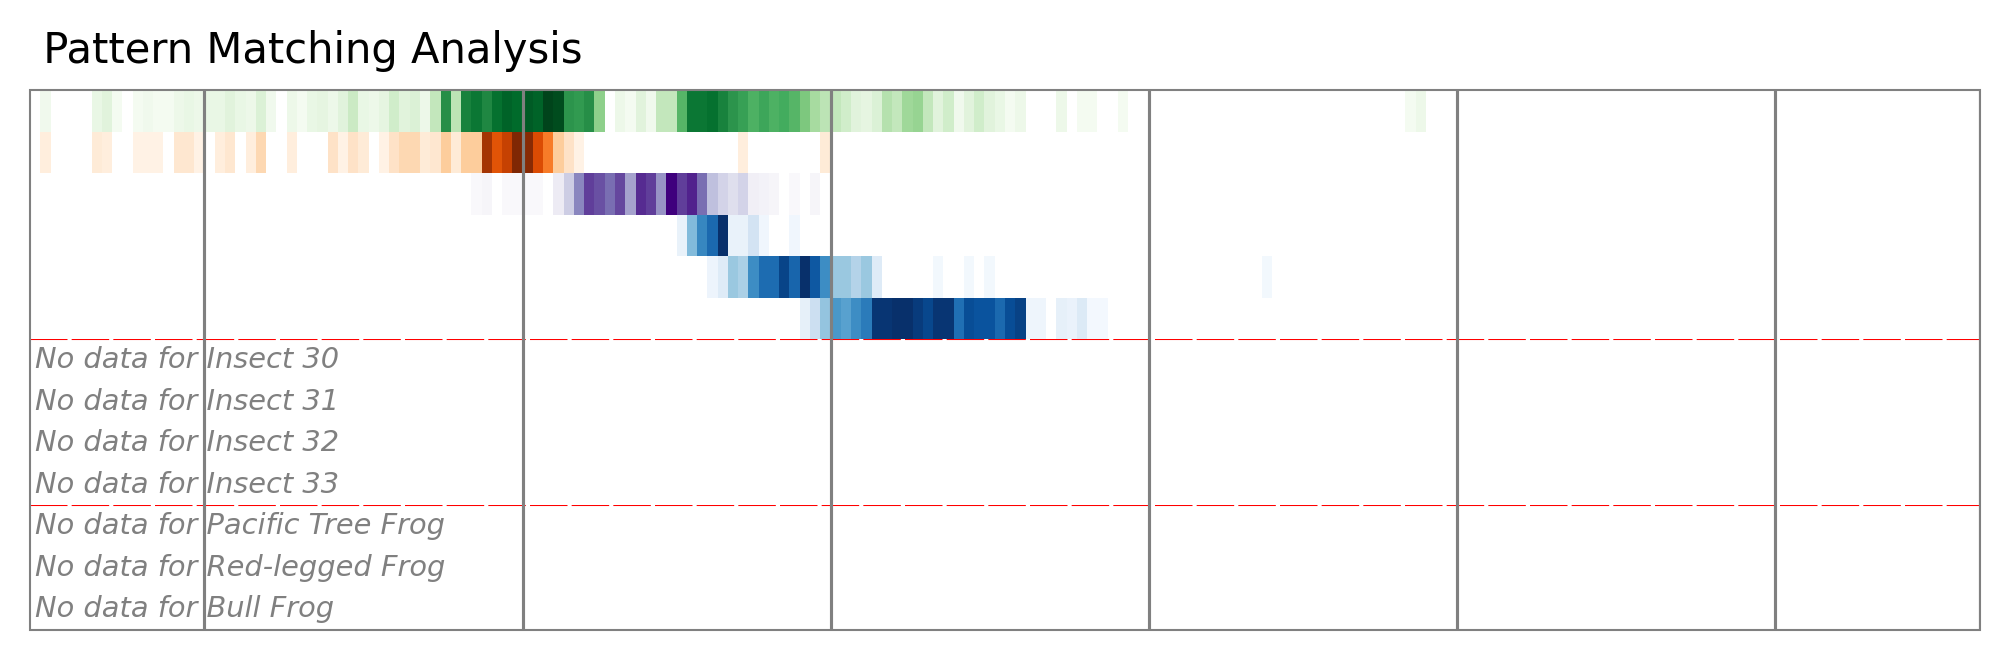 Pattern Matching Analysis
No data for Insect 30
No data for Insect 31
No data for Insect 32
No data for Insect 33
No data for Pacific Tree Frog
No data for Red-legged Frog
No data for Bull Frog